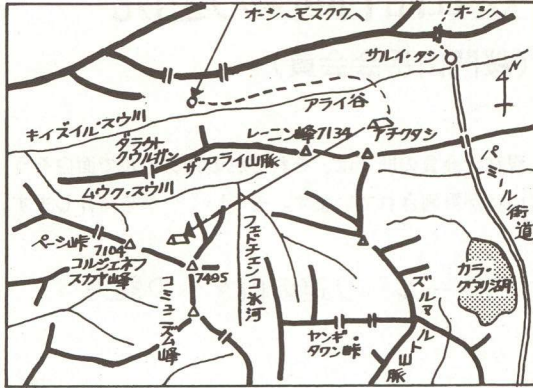 オーシ〜モスクワへ
オーシへ
サルイ・タシ
N
アライ谷
キイズイル・スウ川
ダラウト
クウルガン
レーニン峰7134
アチクタシ
ザアライ山脈
ムウク・スウ川
パミール街道
ペーシ峠
7104
コルジェネフ
スカヤ峰
7495
コミュニズム峰
フェドチェンコ氷河
カラ・
クウリ湖
ズルマルト山脈
ヤンギ・
タワン峠